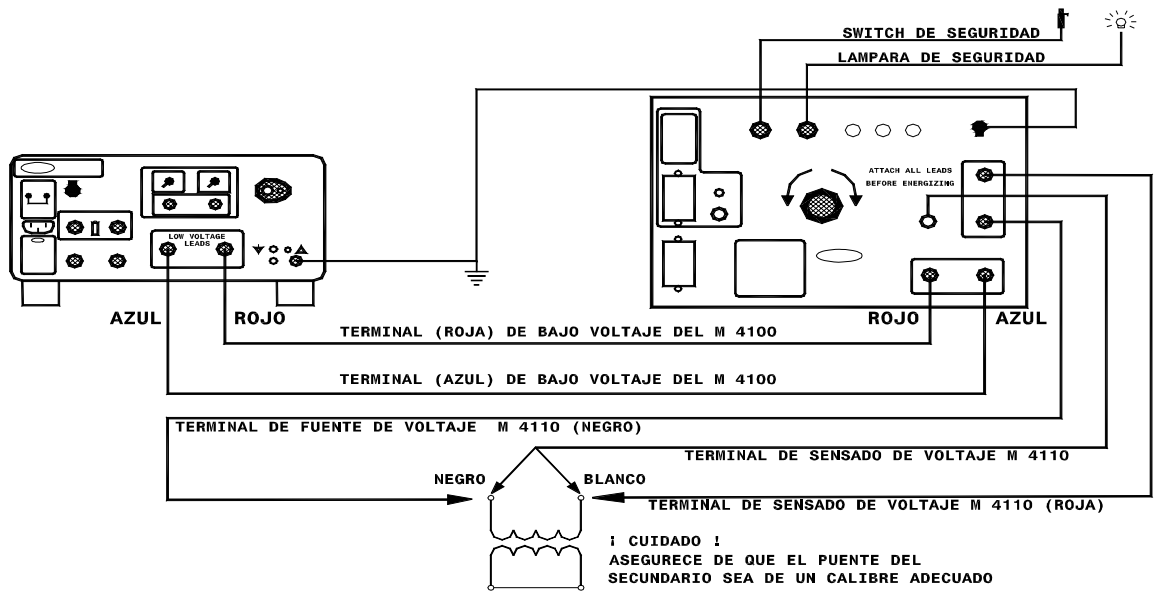 SWITCH DE SEGURIDAD
LAMPARA DE SEGURIDAD
ATTACH ALL LEADS
BEFORE ENERGIZING
LOW VOLTAGE
LEADS
AZUL
ROJO
ROJO
AZUL
TERMINAL (ROJA) DE BAJO VOLTAJE DEL M 4100
TERMINAL (AZUL) DE BAJO VOLTAJE DEL M 4100
TERMINAL DE FUENTE DE VOLTAJE M 4110 (NEGRO)
TERMINAL DE SENSADO DE VOLTAJE M 4110
NEGRO
BLANCO
TERMINAL DE SENSADO DE VOLTAJE M 4110 (ROJA)
¡ CUIDADO !
ASEGURECE DE QUE EL PUENTE DEL
SECUNDARIO SEA DE UN CALIBRE ADECUADO